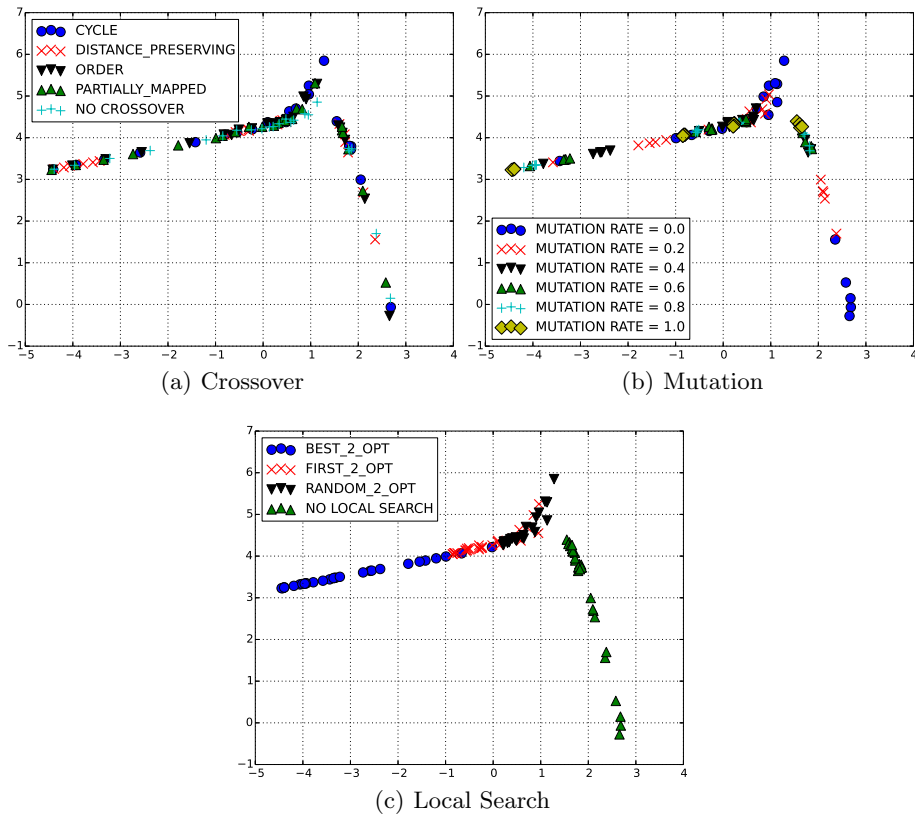 CYCLE
DISTANCE_PRESERVING
ORDER
PARTIALLY_MAPPED
NO CROSSOVER
7
6
5
4
3
2
1
0
−1
−5 −4 −3 −2 −1 0 1 2 3 4
(a) Crossover
MUTATION RATE = 0.0
MUTATION RATE = 0.2
MUTATION RATE = 0.4
MUTATION RATE = 0.6
MUTATION RATE = 0.8
MUTATION RATE = 1.0
7
6
5
4
3
2
1
0
−1
−5 −4 −3 −2 −1 0 1 2 3 4
(b) Mutation
BEST_2_OPT
FIRST_2_OPT
RANDOM_2_OPT
NO LOCAL SEARCH
7
6
5
4
3
2
1
0
−1
−5 −4 −3 −2 −1 0 1 2 3 4
(c) Local Search